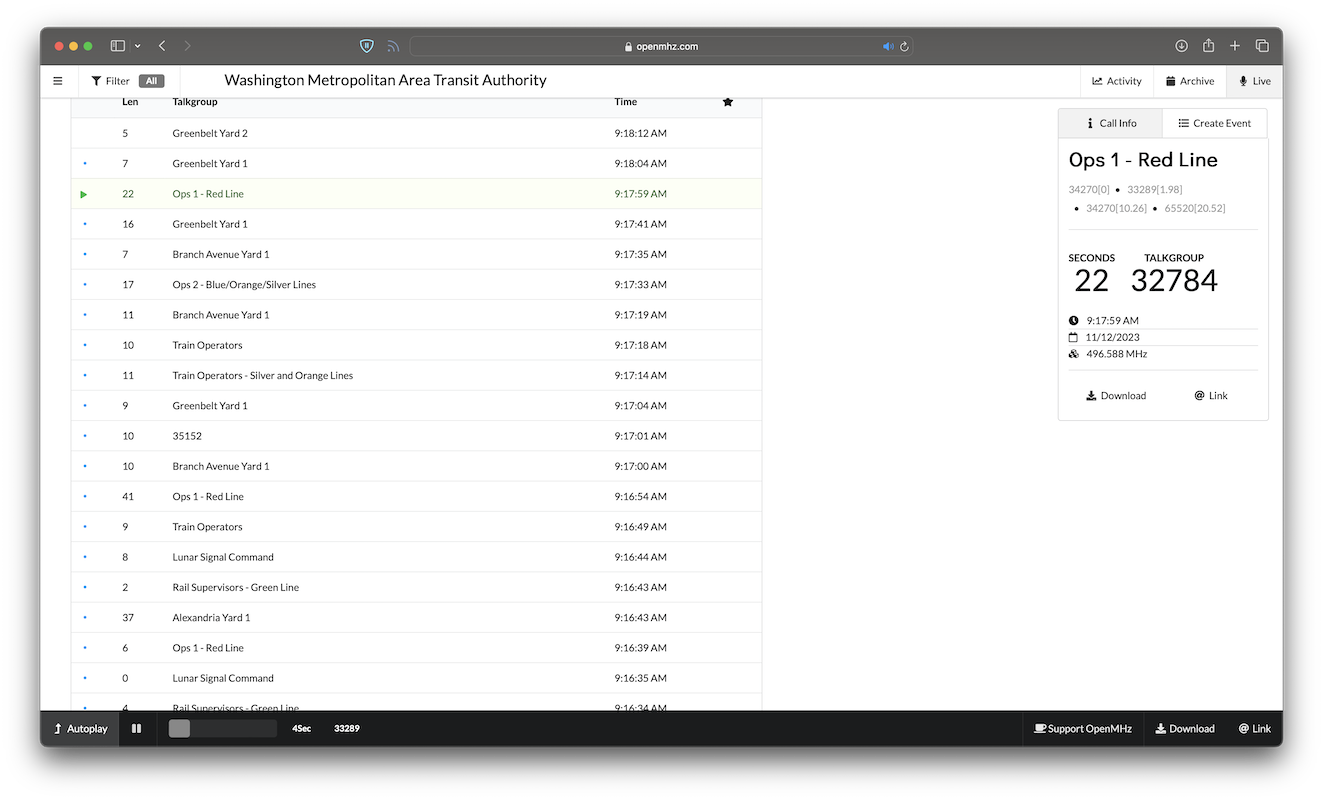 openmhz.com
Filter All Washington Metropolitan Area Transit Authority Activity Archive Live
Len Talkgroup Time
5 Greenbelt Yard 2 9:18:12 AM
7 Greenbelt Yard 1 9:18:04 AM
22 Ops 1 - Red Line 9:17:59 AM
16 Greenbelt Yard 1 9:17:41 AM
7 Branch Avenue Yard 1 9:17:35 AM
17 Ops 2 - Blue/Orange/Silver Lines 9:17:33 AM
11 Branch Avenue Yard 1 9:17:19 AM
10 Train Operators 9:17:18 AM
11 Train Operators - Silver and Orange Lines 9:17:14 AM
9 Greenbelt Yard 1 9:17:04 AM
10 35152 9:17:01 AM
10 Branch Avenue Yard 1 9:17:00 AM
41 Ops 1 - Red Line 9:16:54 AM
9 Train Operators 9:16:49 AM
8 Lunar Signal Command 9:16:44 AM
2 Rail Supervisors - Green Line 9:16:43 AM
37 Alexandria Yard 1 9:16:43 AM
6 Ops 1 - Red Line 9:16:39 AM
0 Lunar Signal Command 9:16:35 AM
4 Rail Supervisors - Green Line 9:16:34 AM
Call Info Create Event
Ops 1 - Red Line
34270[0] • 33289[1.98]
• 34270[10.26] • 65520[20.52]
SECONDS TALKGROUP
22 32784
9:17:59 AM
11/12/2023
496.588 MHz
Download @ Link
Autoplay 4Sec 33289 Support OpenMHz Download @ Link